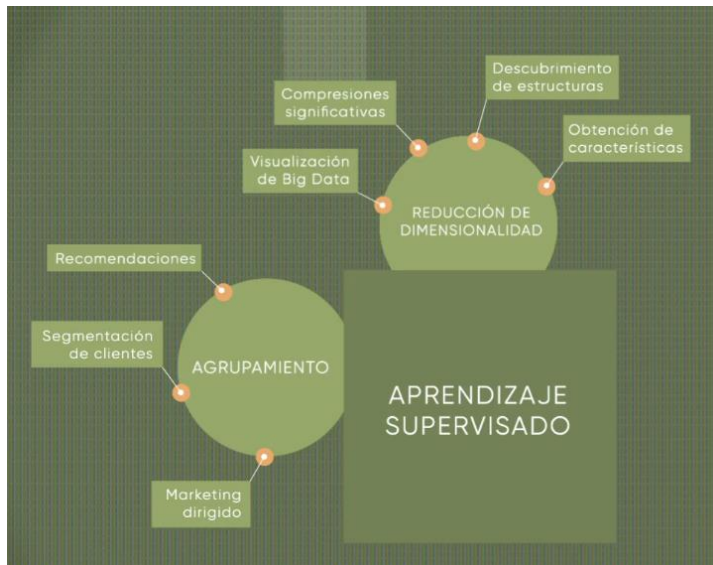 Descubrimiento
de estructuras
Compresiones
significativas
Obtención de
características
Visualización
de Big Data
REDUCCIÓN DE
DIMENSIONALIDAD
Recomendaciones
Segmentación
de clientes
AGRUPAMIENTO
APRENDIZAJE
SUPERVISADO
Marketing
dirigido